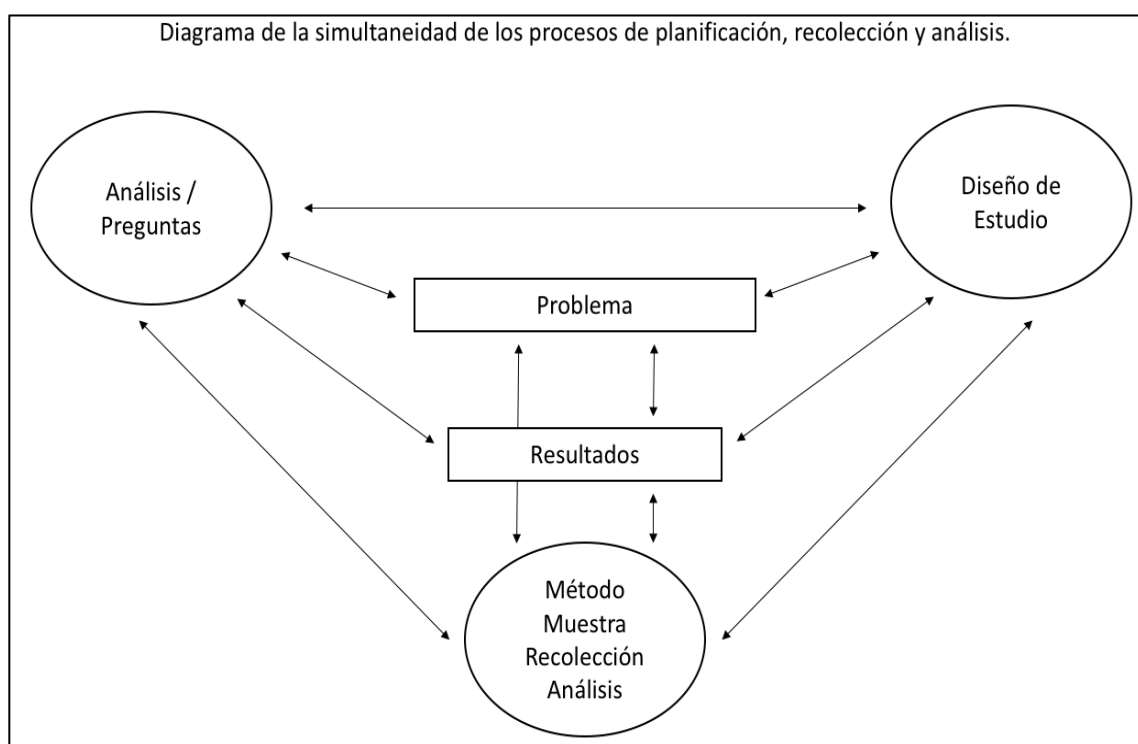 Diagrama de la simultaneidad de los procesos de planificación, recolección y análisis.
Análisis /
Preguntas
Diseño de
Estudio
Problema
Resultados
Método
Muestra
Recolección
Análisis